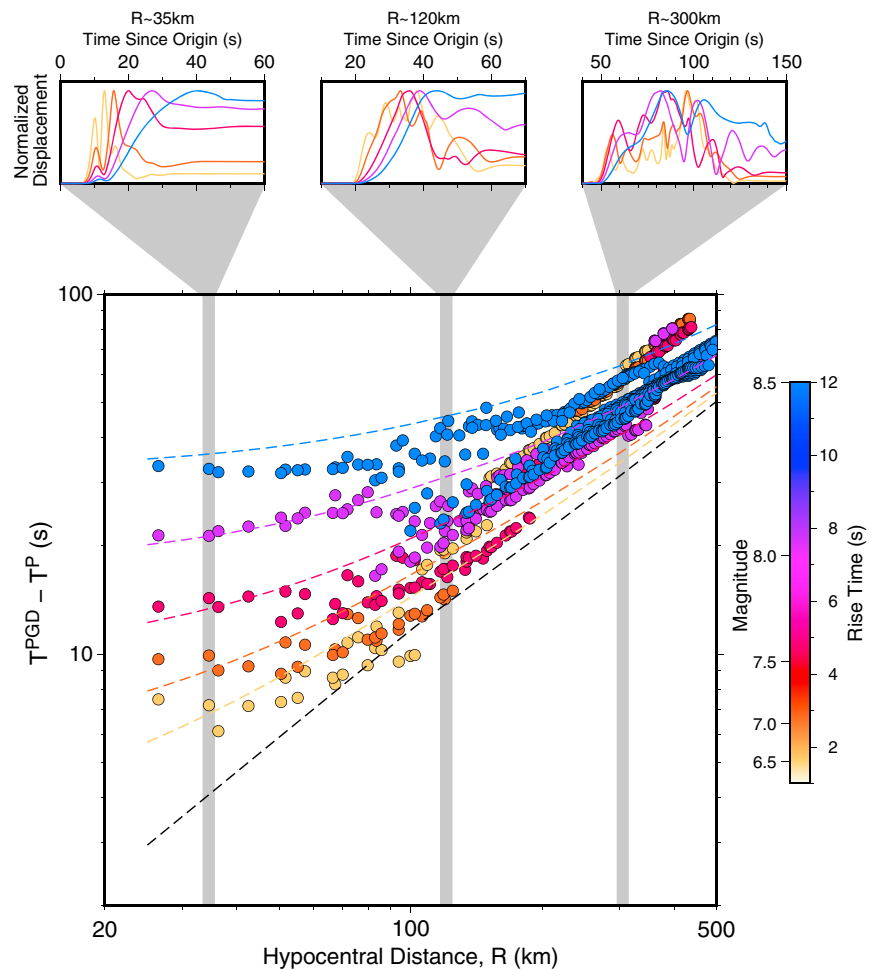 R~35km
Time Since Origin (s)
0 20 40 60
R~120km
Time Since Origin (s)
20 40 60
R~300km
Time Since Origin (s)
50 100 150
Normalized
Displacement
100
10
T^PGD – T^P (s)
20 100 500
Hypocentral Distance, R (km)
Magnitude
8.5
8.0
7.5
7.0
6.5
12
10
8
6
4
2
Rise Time (s)